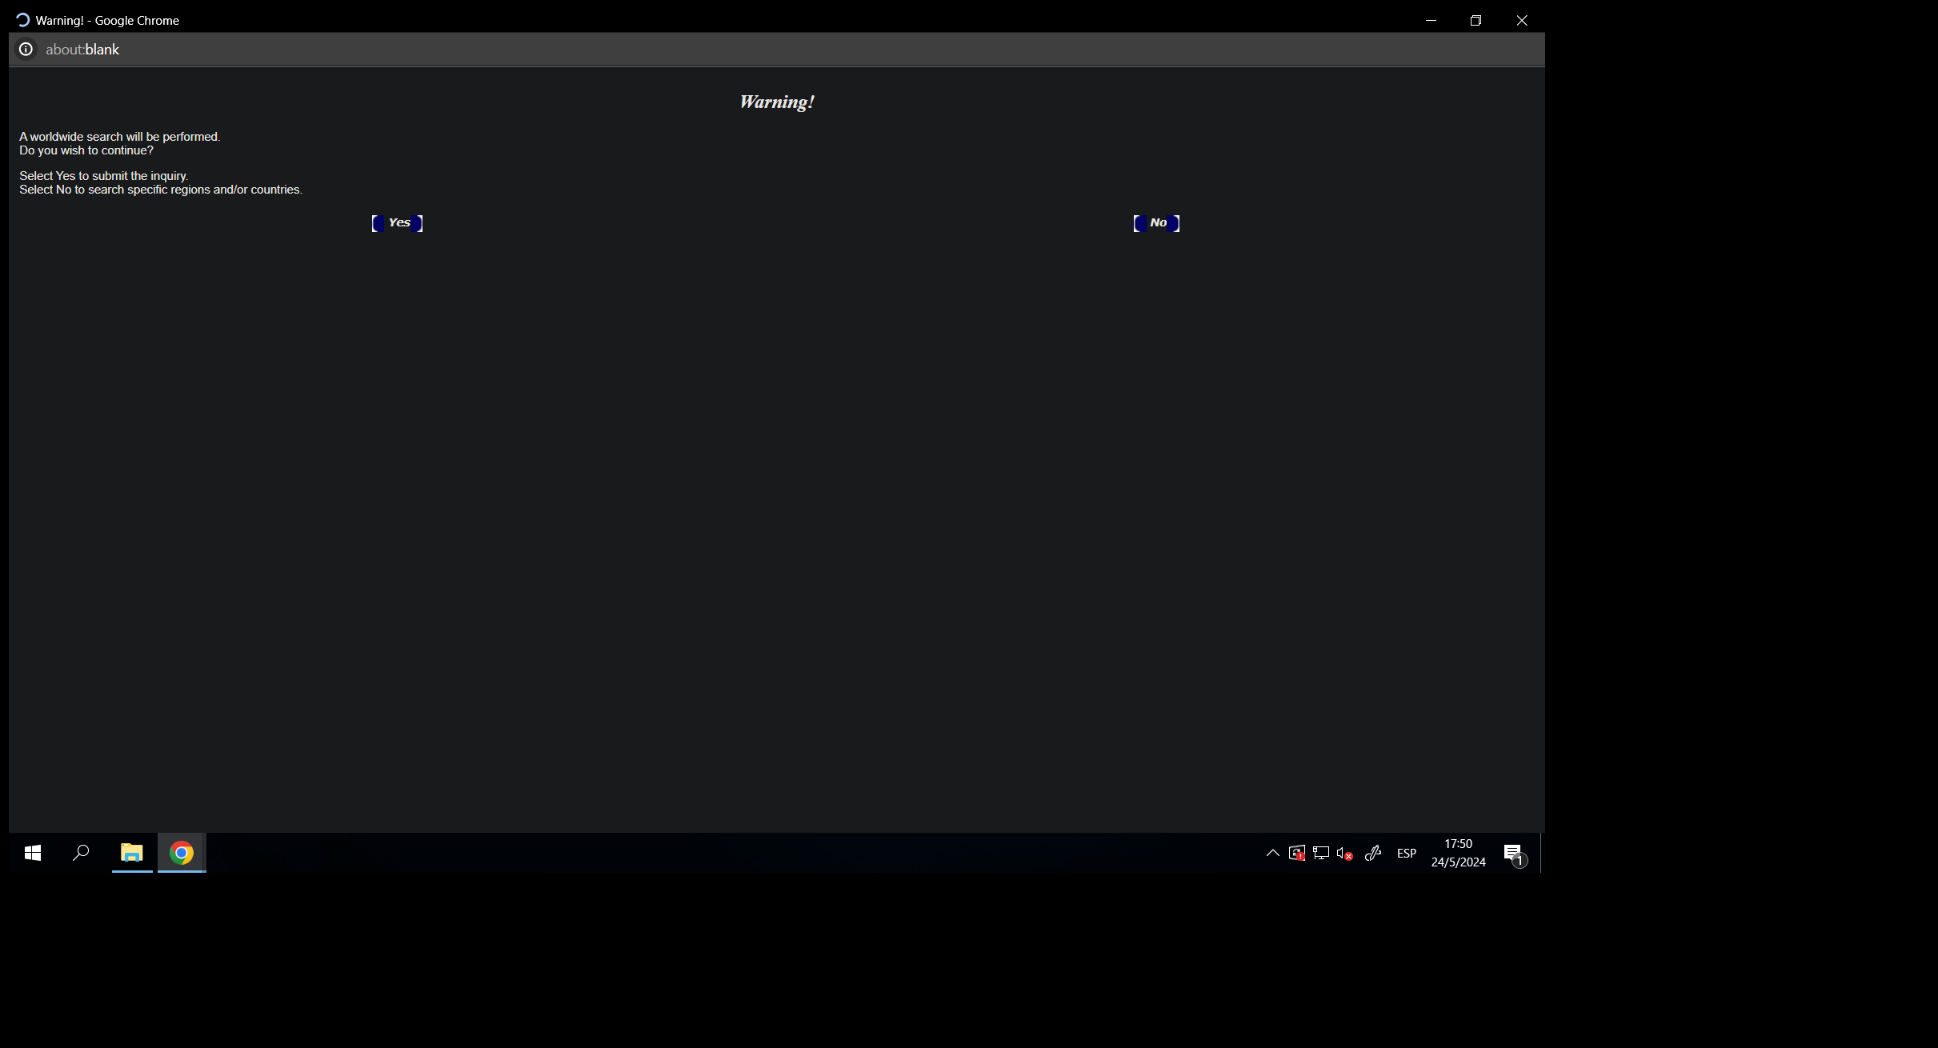 Warning! - Google Chrome
about:blank
Warning!
A worldwide search will be performed.
Do you wish to continue?
Select Yes to submit the inquiry.
Select No to search specific regions and/or countries.
Yes No
ESP
17:50
24/5/2024
1